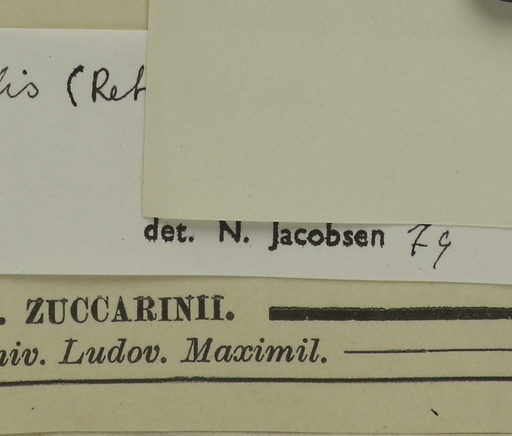 lis (Ret
det. N. Jacobsen 79
. ZUCCARINII.
niv. Ludov. Maximil.